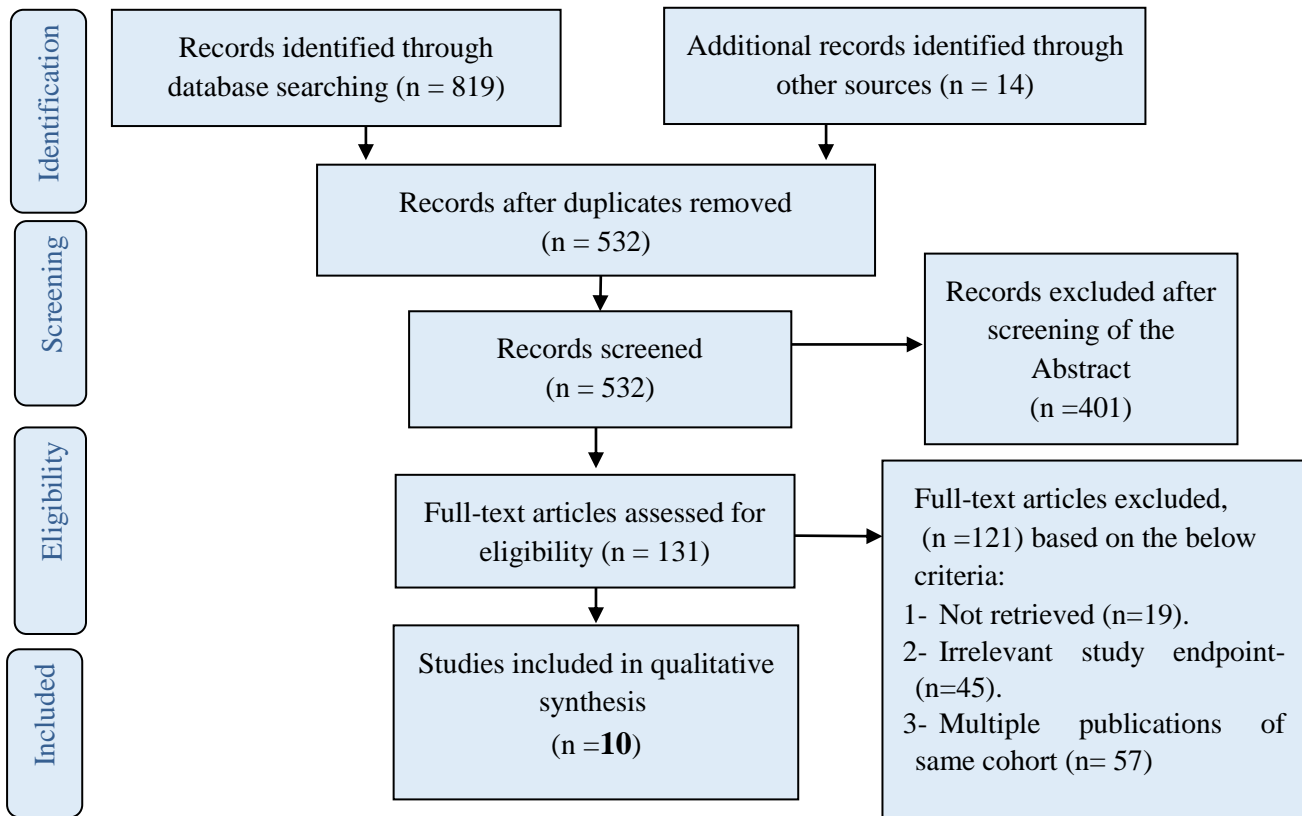 Identification
Records identified through
database searching (n = 819)
Additional records identified through
other sources (n = 14)
Screening
Records after duplicates removed
(n = 532)
Records screened
(n = 532)
Records excluded after
screening of the
Abstract
(n =401)
Eligibility
Full-text articles assessed for
eligibility (n = 131)
Full-text articles excluded,
(n =121) based on the below
criteria:
1- Not retrieved (n=19).
2- Irrelevant study endpoint-
(n=45).
3- Multiple publications of
same cohort (n= 57)
Included
Studies included in qualitative
synthesis
(n =10)